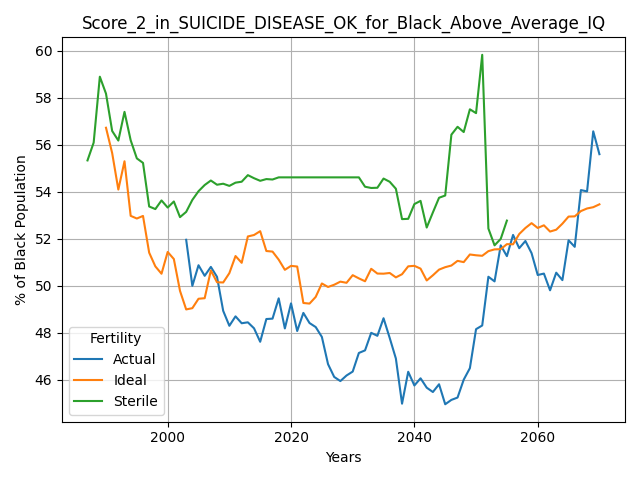 Score_2_in_SUICIDE_DISEASE_OK_for_Black_Above_Average_IQ
% of Black Population
60
58
56
54
52
50
48
46
Fertility
Actual
Ideal
Sterile
2000 2020 2040 2060
Years